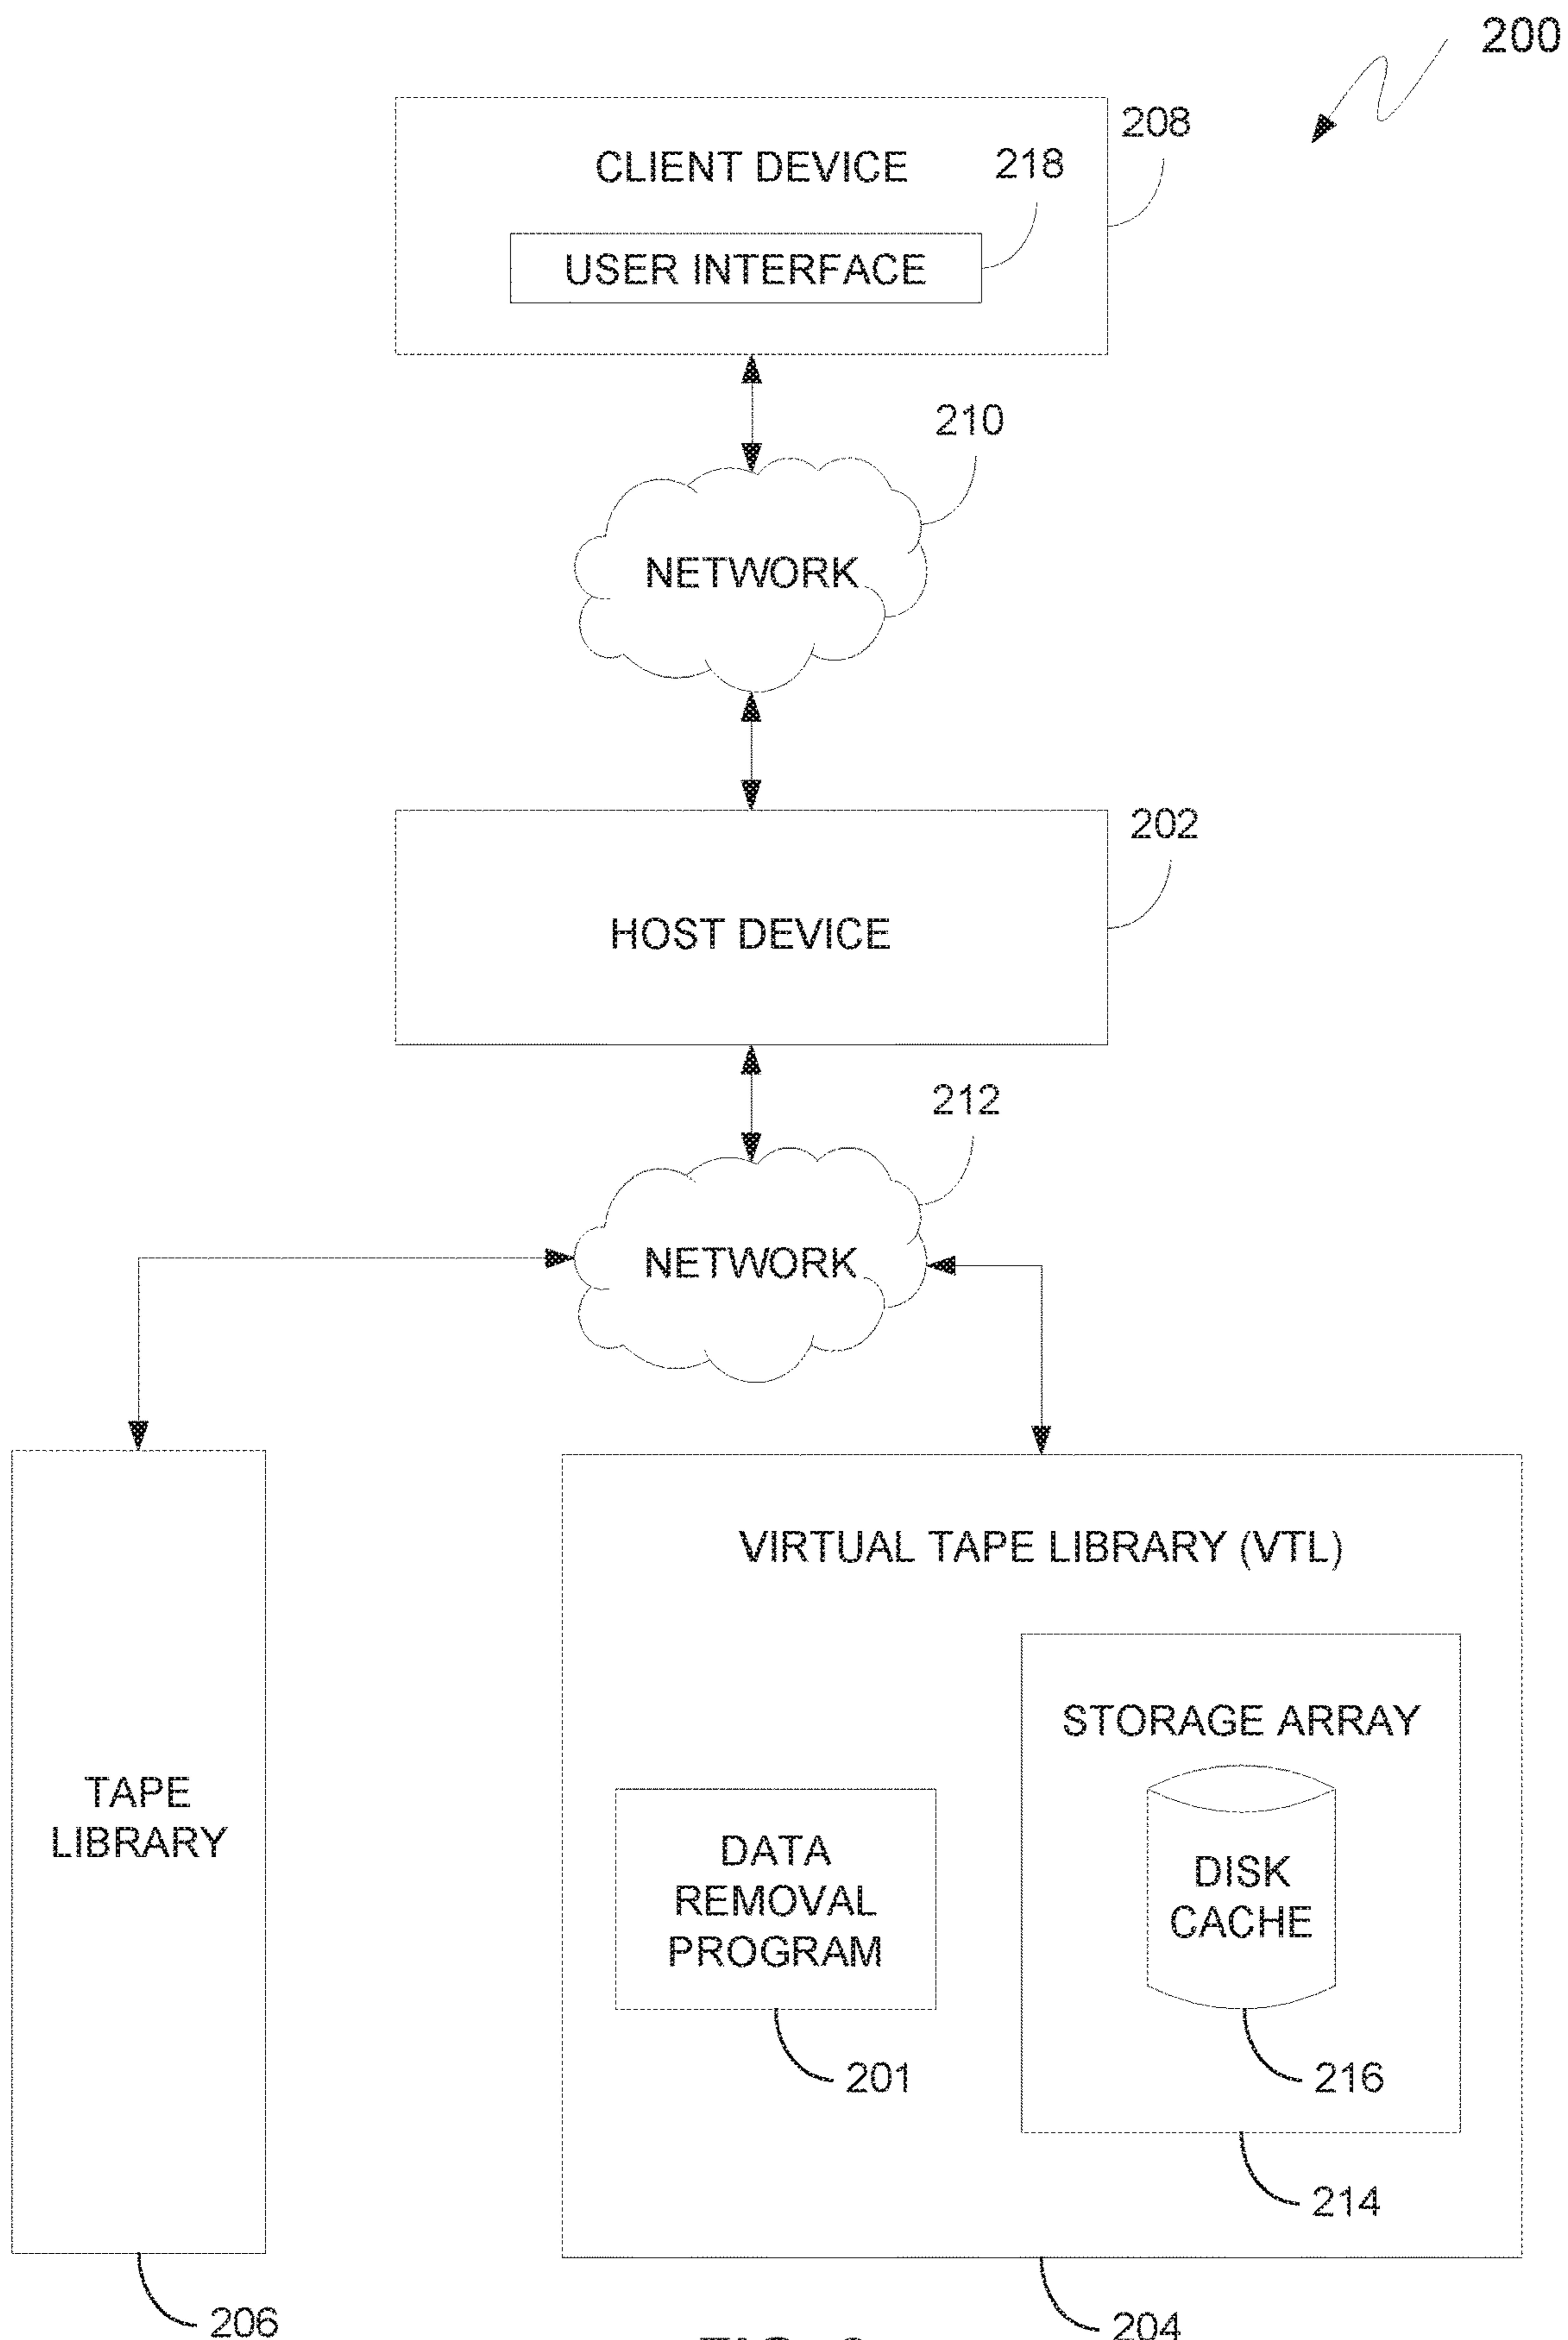 200
208
CLIENT DEVICE
218
USER INTERFACE
210
NETWORK
202
HOST DEVICE
212
NETWORK
VIRTUAL TAPE LIBRARY (VTL)
STORAGE ARRAY
TAPE
LIBRARY
DATA
REMOVAL
PROGRAM
DISK
CACHE
201
216
214
206
204